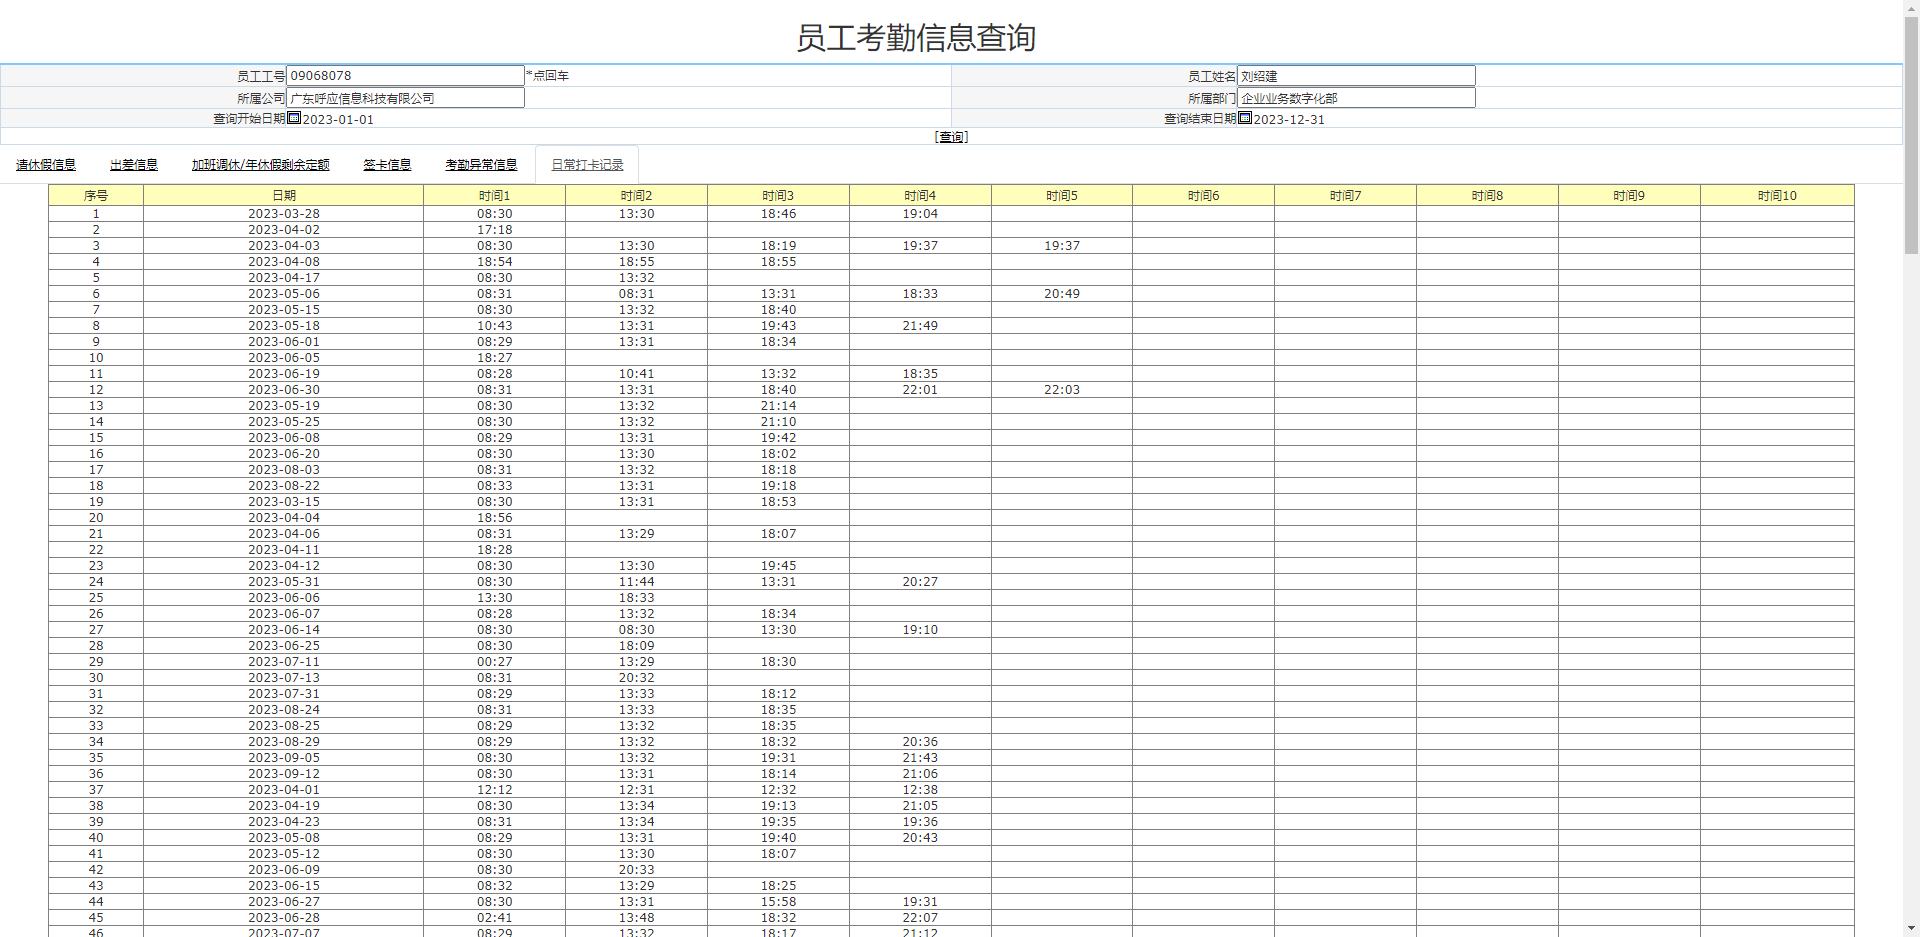 员工考勤信息查询
员工工号 09068078 *点回车 员工姓名 刘绍建
所属公司 广东呼应信息科技有限公司 所属部门 企业业务数字化部
查询开始日期 2023-01-01 查询结束日期 2023-12-31
[查询]
请休假信息 出差信息 加班调休/年休假剩余定额 签卡信息 考勤异常信息 日常打卡记录
序号 日期 时间1 时间2 时间3 时间4 时间5 时间6 时间7 时间8 时间9 时间10
1 2023-03-28 08:30 13:30 18:46 19:04
2 2023-04-02 17:18
3 2023-04-03 08:30 13:30 18:19 19:37 19:37
4 2023-04-08 18:54 18:55 18:55
5 2023-04-17 08:30 13:32
6 2023-05-06 08:31 08:31 13:31 18:33 20:49
7 2023-05-15 08:30 13:32 18:40
8 2023-05-18 10:43 13:31 19:43 21:49
9 2023-06-01 08:29 13:31 18:34
10 2023-06-05 18:27
11 2023-06-19 08:28 10:41 13:32 18:35
12 2023-06-30 08:31 13:31 18:40 22:01 22:03
13 2023-05-19 08:30 13:32 21:14
14 2023-05-25 08:30 13:32 21:10
15 2023-06-08 08:29 13:31 19:42
16 2023-06-20 08:30 13:30 18:02
17 2023-08-03 08:31 13:32 18:18
18 2023-08-22 08:33 13:31 19:18
19 2023-03-15 08:30 13:31 18:53
20 2023-04-04 18:56
21 2023-04-06 08:31 13:29 18:07
22 2023-04-11 18:28
23 2023-04-12 08:30 13:30 19:45
24 2023-05-31 08:30 11:44 13:31 20:27
25 2023-06-06 13:30 18:33
26 2023-06-07 08:28 13:32 18:34
27 2023-06-14 08:30 08:30 13:30 19:10
28 2023-06-25 08:30 18:09
29 2023-07-11 00:27 13:29 18:30
30 2023-07-13 08:31 20:32
31 2023-07-31 08:29 13:33 18:12
32 2023-08-24 08:31 13:33 18:35
33 2023-08-25 08:29 13:32 18:35
34 2023-08-29 08:29 13:32 18:32 20:36
35 2023-09-05 08:30 13:32 19:31 21:43
36 2023-09-12 08:30 13:31 18:14 21:06
37 2023-04-01 12:12 12:31 12:32 12:38
38 2023-04-19 08:30 13:34 19:13 21:05
39 2023-04-23 08:31 13:34 19:35 19:36
40 2023-05-08 08:29 13:31 19:40 20:43
41 2023-05-12 08:30 13:30 18:07
42 2023-06-09 08:30 20:33
43 2023-06-15 08:32 13:29 18:25
44 2023-06-27 08:30 13:31 15:58 19:31
45 2023-06-28 02:41 13:48 18:32 22:07
46 2023-07-07 08:29 13:32 18:17 21:12